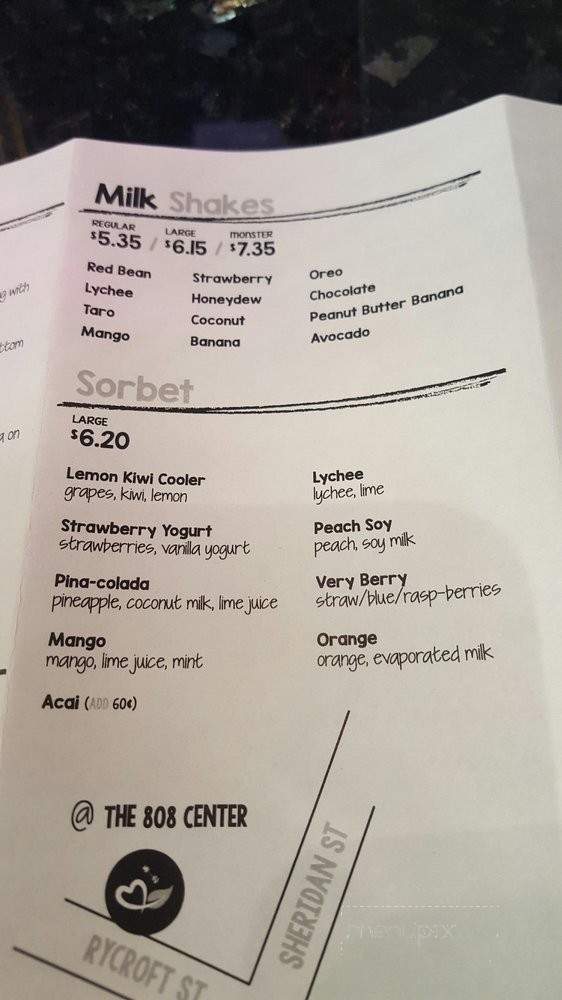 Milk Shakes
REGULAR LARGE monster
$5.35 / $6.15 / $7.35
Red Bean Strawberry Oreo
Lychee Honeydew Chocolate
Taro Coconut Peanut Butter Banana
Mango Banana Avocado
Sorbet
LARGE
$6.20
Lemon Kiwi Cooler
grapes, kiwi, lemon
Lychee
lychee, lime
Strawberry Yogurt
strawberries, vanilla yogurt
Peach Soy
peach, soy milk
Pina-colada
pineapple, coconut milk, lime juice
Very Berry
straw/blue/rasp-berries
Mango
mango, lime juice, mint
Orange
orange, evaporated milk
Acai (ADD 60¢)
@ THE 808 CENTER
SHERIDAN ST
RYCROFT ST